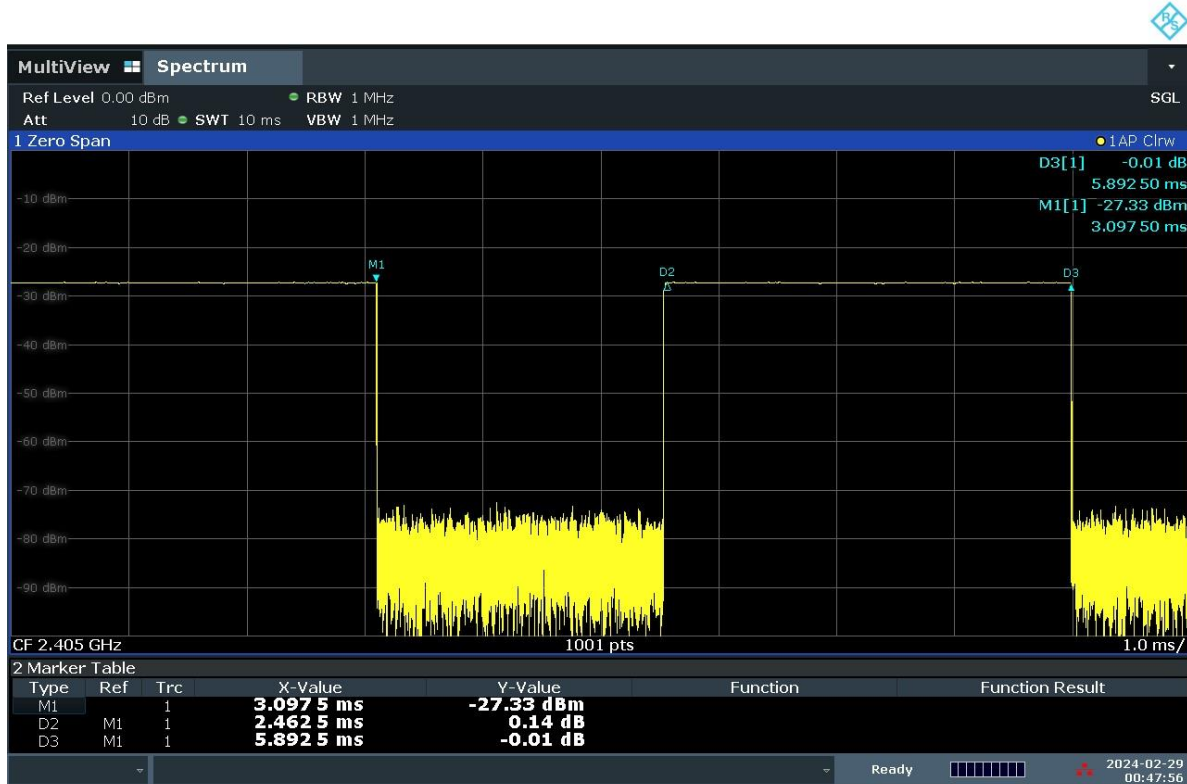 R&S
MultiView Spectrum
Ref Level 0.00 dBm RBW 1 MHz SGL
Att 10 dB SWT 10 ms VBW 1 MHz
1 Zero Span 1AP Clrw
D3[1] -0.01 dB
5.892 50 ms
-10 dBm
M1[1] -27.33 dBm
3.097 50 ms
-20 dBm
M1
D2
D3
-30 dBm
-40 dBm
-50 dBm
-60 dBm
-70 dBm
-80 dBm
-90 dBm
CF 2.405 GHz 1001 pts 1.0 ms/
2 Marker Table
Type Ref Trc X-Value Y-Value Function Function Result
M1 1 3.097 5 ms -27.33 dBm
D2 M1 1 2.462 5 ms 0.14 dB
D3 M1 1 5.892 5 ms -0.01 dB
Ready 2024-02-29
00:47:56